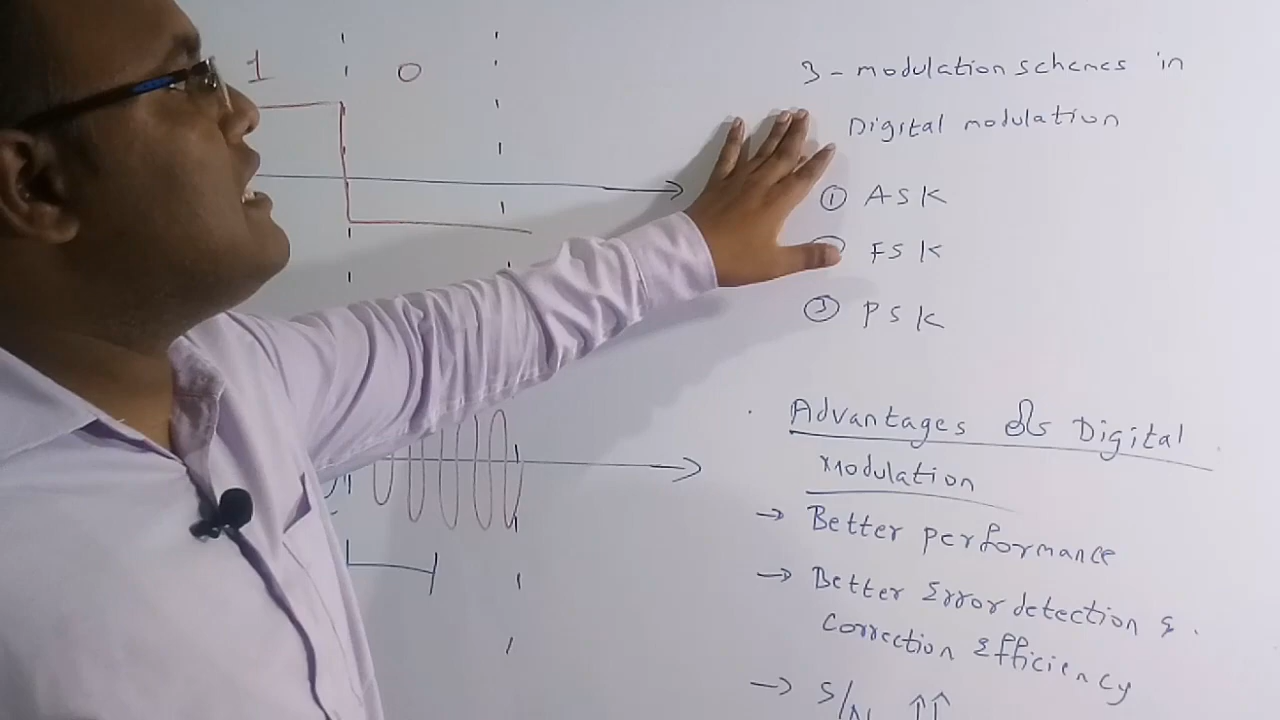 1 0
3 - modulation schemes in
Digital modulation
① ASK
FSK
③ PSK
Advantages of Digital
Modulation
→ Better performance
→ Better Error detection &
Correction Efficiency
→ S/N ↑↑